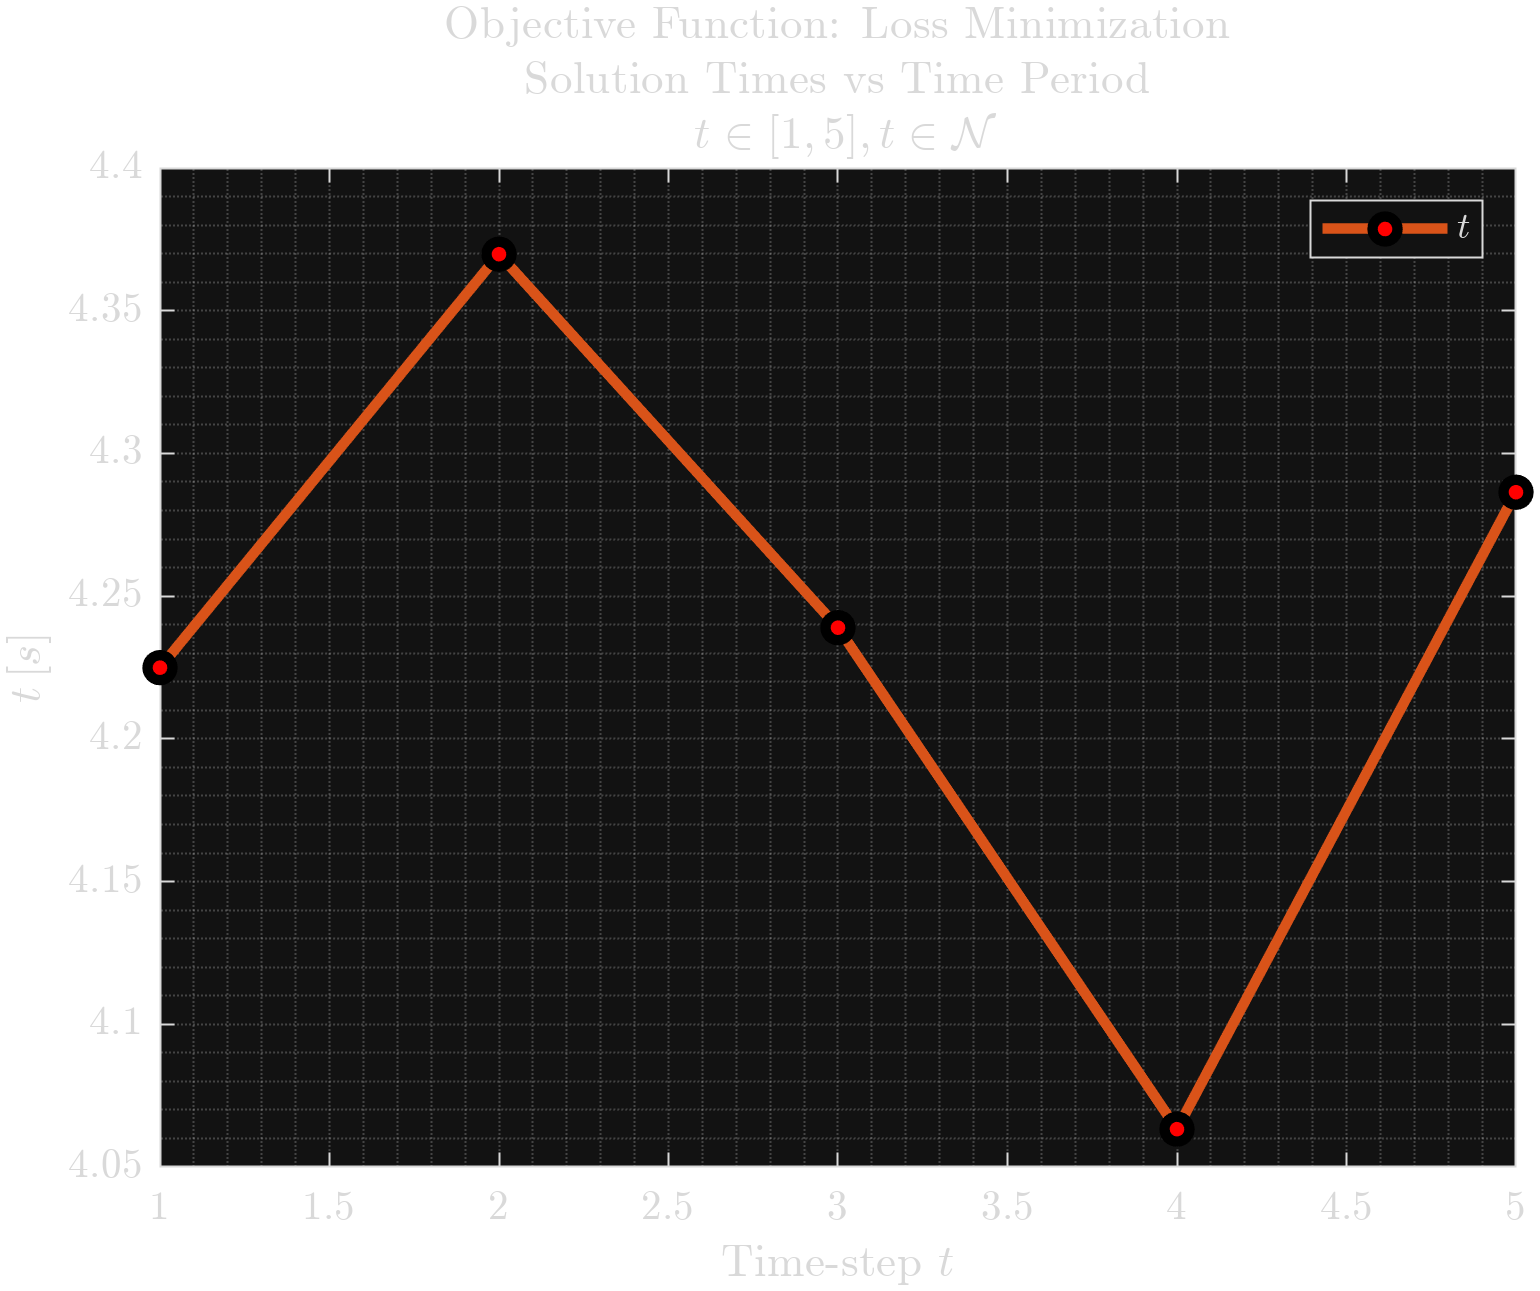 Objective Function: Loss Minimization
Solution Times vs Time Period
t ∈ [1, 5], t ∈ 𝒩
4.4
4.35
4.3
4.25
4.2
4.15
4.1
4.05
t [s]
t
1 1.5 2 2.5 3 3.5 4 4.5 5
Time-step t